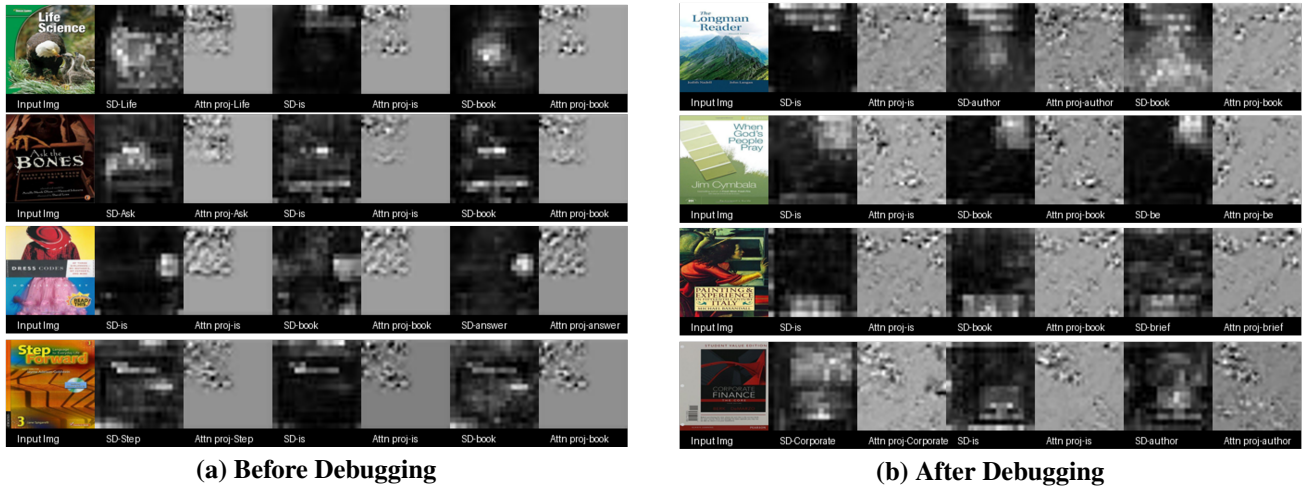 Life
Science
Input Img SD-Life Attn proj-Life SD-is Attn proj-is SD-book Attn proj-book
Ask the
BONES
Input Img SD-Ask Attn proj-Ask SD-is Attn proj-is SD-book Attn proj-book
DRESS CODES
READ
THIS
Input Img SD-is Attn proj-is SD-book Attn proj-book SD-answer Attn proj-answer
Step
Forward
3
Input Img SD-Step Attn proj-Step SD-is Attn proj-is SD-book Attn proj-book
(a) Before Debugging
The
Longman
Reader
Input Img SD-is Attn proj-is SD-author Attn proj-author SD-book Attn proj-book
When
God's
People
Pray
Jim Cymbala
Input Img SD-is Attn proj-is SD-book Attn proj-book SD-be Attn proj-be
PAINTING &
EXPERIENCE
ITALY
MICHAEL BAXANDALL
Input Img SD-is Attn proj-is SD-book Attn proj-book SD-brief Attn proj-brief
STUDENT VALUE EDITION
CORPORATE
FINANCE
THE CORE
Input Img SD-Corporate Attn proj-Corporate SD-is Attn proj-is SD-author Attn proj-author
(b) After Debugging